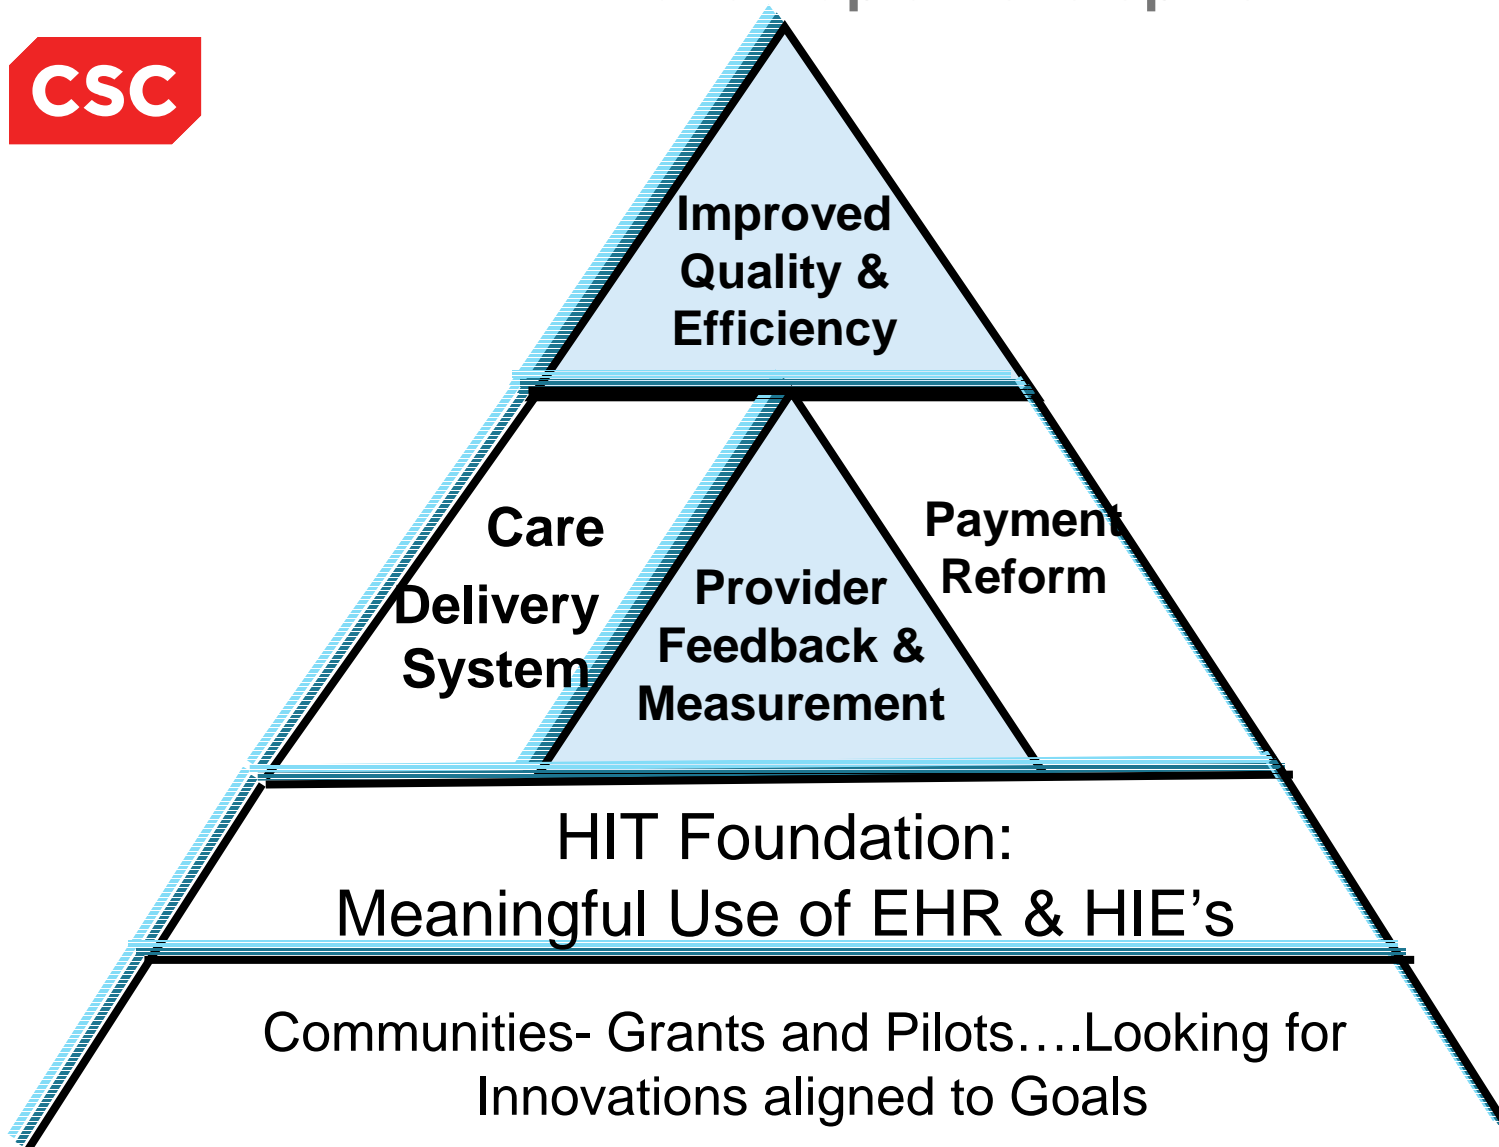 CSC
Improved
Quality &
Efficiency
Care
Delivery
System
Payment
Reform
Provider
Feedback &
Measurement
HIT Foundation:
Meaningful Use of EHR & HIE’s
Communities- Grants and Pilots….Looking for
Innovations aligned to Goals